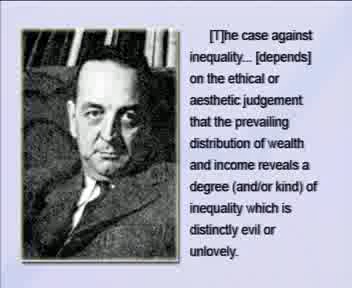 [T]he case against
inequality... [depends]
on the ethical or
aesthetic judgement
that the prevailing
distribution of wealth
and income reveals a
degree (and/or kind) of
inequality which is
distinctly evil or
unlovely.